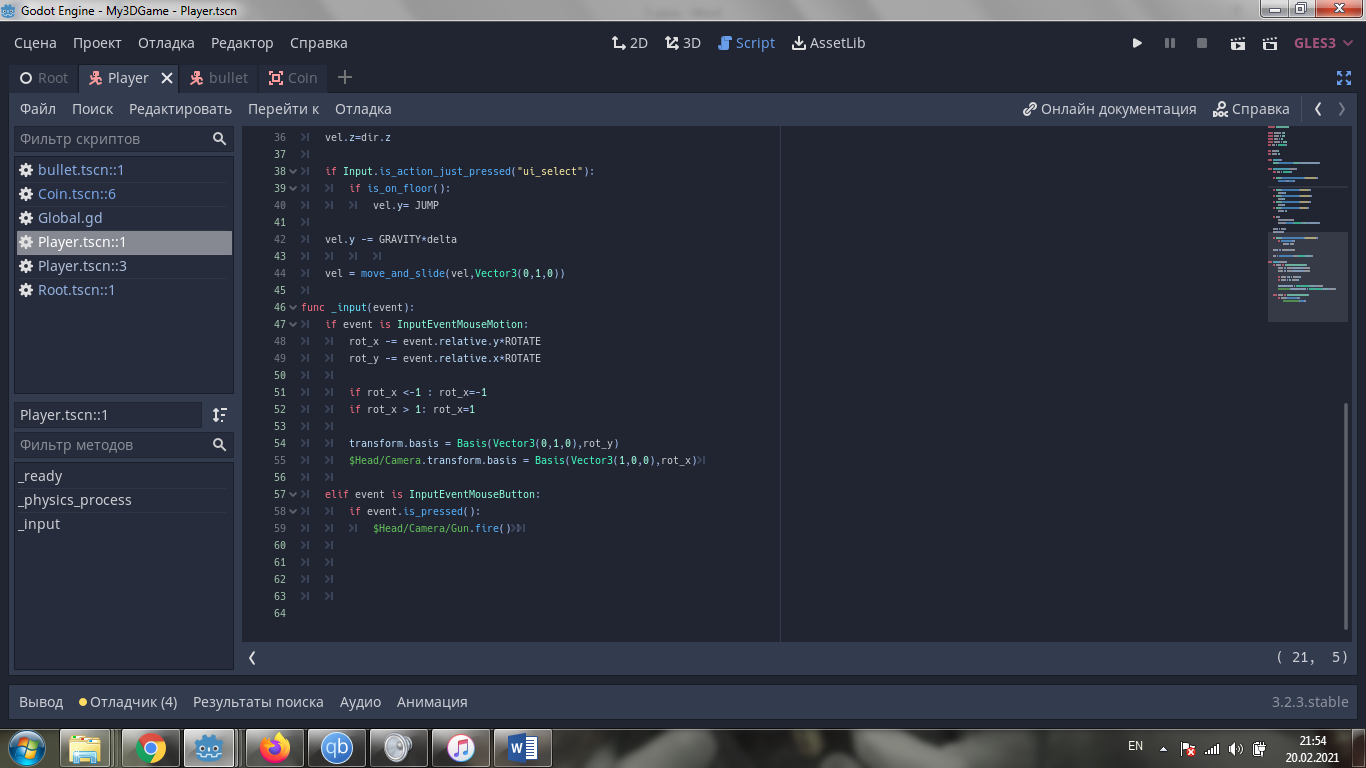 Godot Engine - My3DGame - Player.tscn
Сцена Проект Отладка Редактор Справка 2D 3D Script AssetLib GLES3
Root Player bullet Coin
Файл Поиск Редактировать Перейти к Отладка Онлайн документация Справка
Фильтр скриптов
bullet.tscn::1
Coin.tscn::6
Global.gd
Player.tscn::1
Player.tscn::3
Root.tscn::1
Player.tscn::1
Фильтр методов
_ready
_physics_process
_input
36 vel.z=dir.z
37
38 if Input.is_action_just_pressed("ui_select"):
39 if is_on_floor():
40 vel.y= JUMP
41
42 vel.y -= GRAVITY*delta
43
44 vel = move_and_slide(vel,Vector3(0,1,0))
45
46 func _input(event):
47 if event is InputEventMouseMotion:
48 rot_x -= event.relative.y*ROTATE
49 rot_y -= event.relative.x*ROTATE
50
51 if rot_x <-1 : rot_x=-1
52 if rot_x > 1: rot_x=1
53
54 transform.basis = Basis(Vector3(0,1,0),rot_y)
55 $Head/Camera.transform.basis = Basis(Vector3(1,0,0),rot_x)
56
57 elif event is InputEventMouseButton:
58 if event.is_pressed():
59 $Head/Camera/Gun.fire()
60
61
62
63
64
( 21, 5)
Вывод Отладчик (4) Результаты поиска Аудио Анимация 3.2.3.stable
qb W EN 21:54
20.02.2021